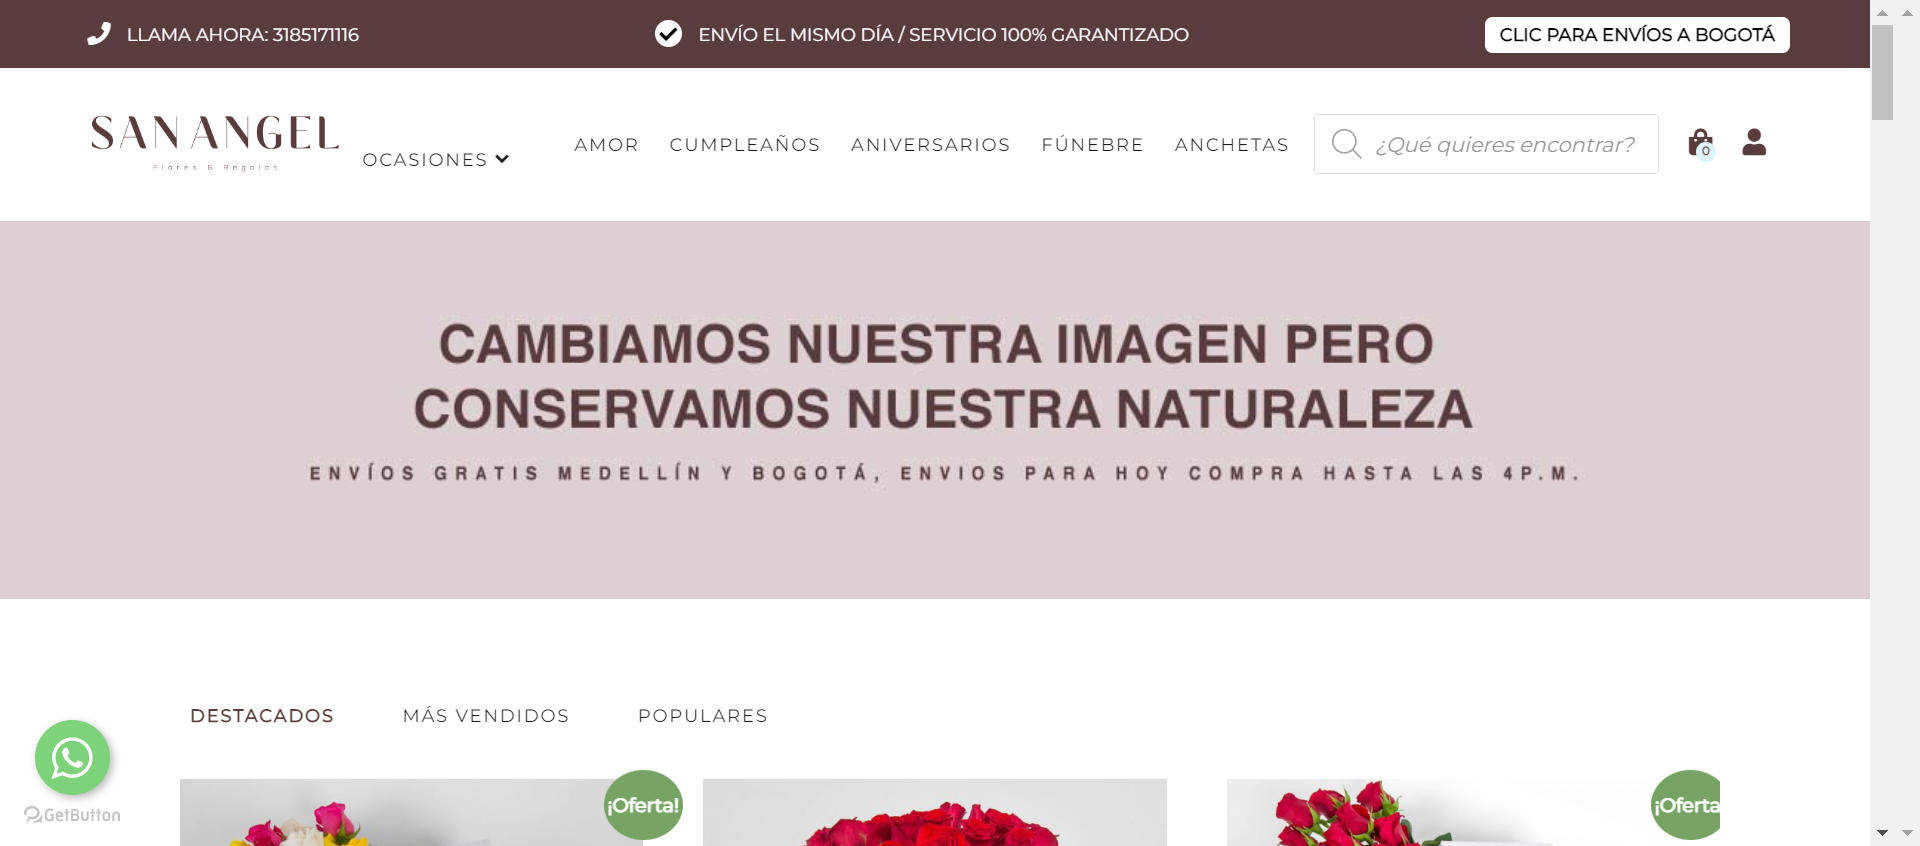 LLAMA AHORA: 3185171116
ENVÍO EL MISMO DÍA / SERVICIO 100% GARANTIZADO
CLIC PARA ENVÍOS A BOGOTÁ
SAN ANGEL
Flores & Regalos
OCASIONES
AMOR
CUMPLEAÑOS
ANIVERSARIOS
FÚNEBRE
ANCHETAS
¿Qué quieres encontrar?
0
CAMBIAMOS NUESTRA IMAGEN PERO
CONSERVAMOS NUESTRA NATURALEZA
ENVÍOS GRATIS MEDELLÍN Y BOGOTÁ, ENVIOS PARA HOY COMPRA HASTA LAS 4P.M.
DESTACADOS
MÁS VENDIDOS
POPULARES
¡Oferta!
¡Oferta
GetButton